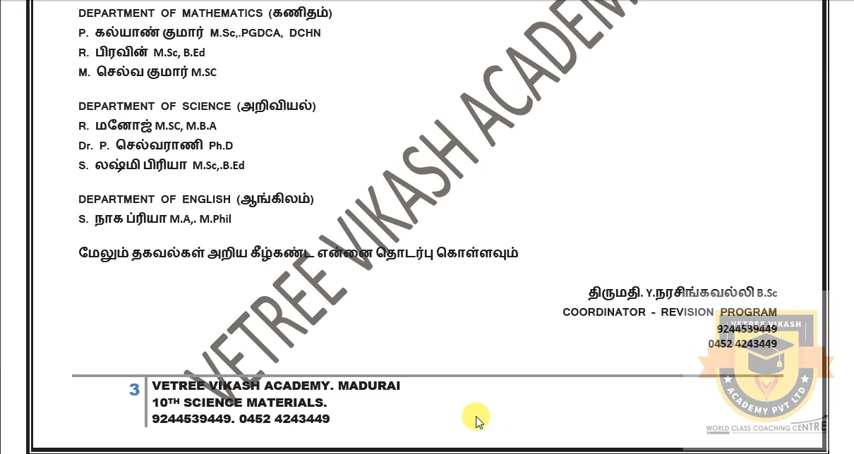 DEPARTMENT OF MATHEMATICS (கணிதம்)
P. கல்யாண் குமார் M.Sc,.PGDCA, DCHN
R. பிரவின் M.Sc, B.Ed
M. செல்வ குமார் M.SC
DEPARTMENT OF SCIENCE (அறிவியல்)
R. மனோஜ் M.SC, M.B.A
Dr. P. செல்வராணி Ph.D
S. லஷ்மி பிரியா M.Sc,.B.Ed
DEPARTMENT OF ENGLISH (ஆங்கிலம்)
S. நாக ப்ரியா M.A,. M.Phil
மேலும் தகவல்கள் அறிய கீழ்கண்ட என்னை தொடர்பு கொள்ளவும்
திருமதி. Y.நரசிங்கவல்லி B.Sc
COORDINATOR - REVISION PROGRAM
9244539449
0452 4243449
3
VETREE VIKASH ACADEMY. MADURAI
10TH SCIENCE MATERIALS.
9244539449. 0452 4243449
VETREE VIKASH ACADEM
VETREE VIKASH
ACADEMY PVT LTD
WORLD CLASS COACHING CENTRE